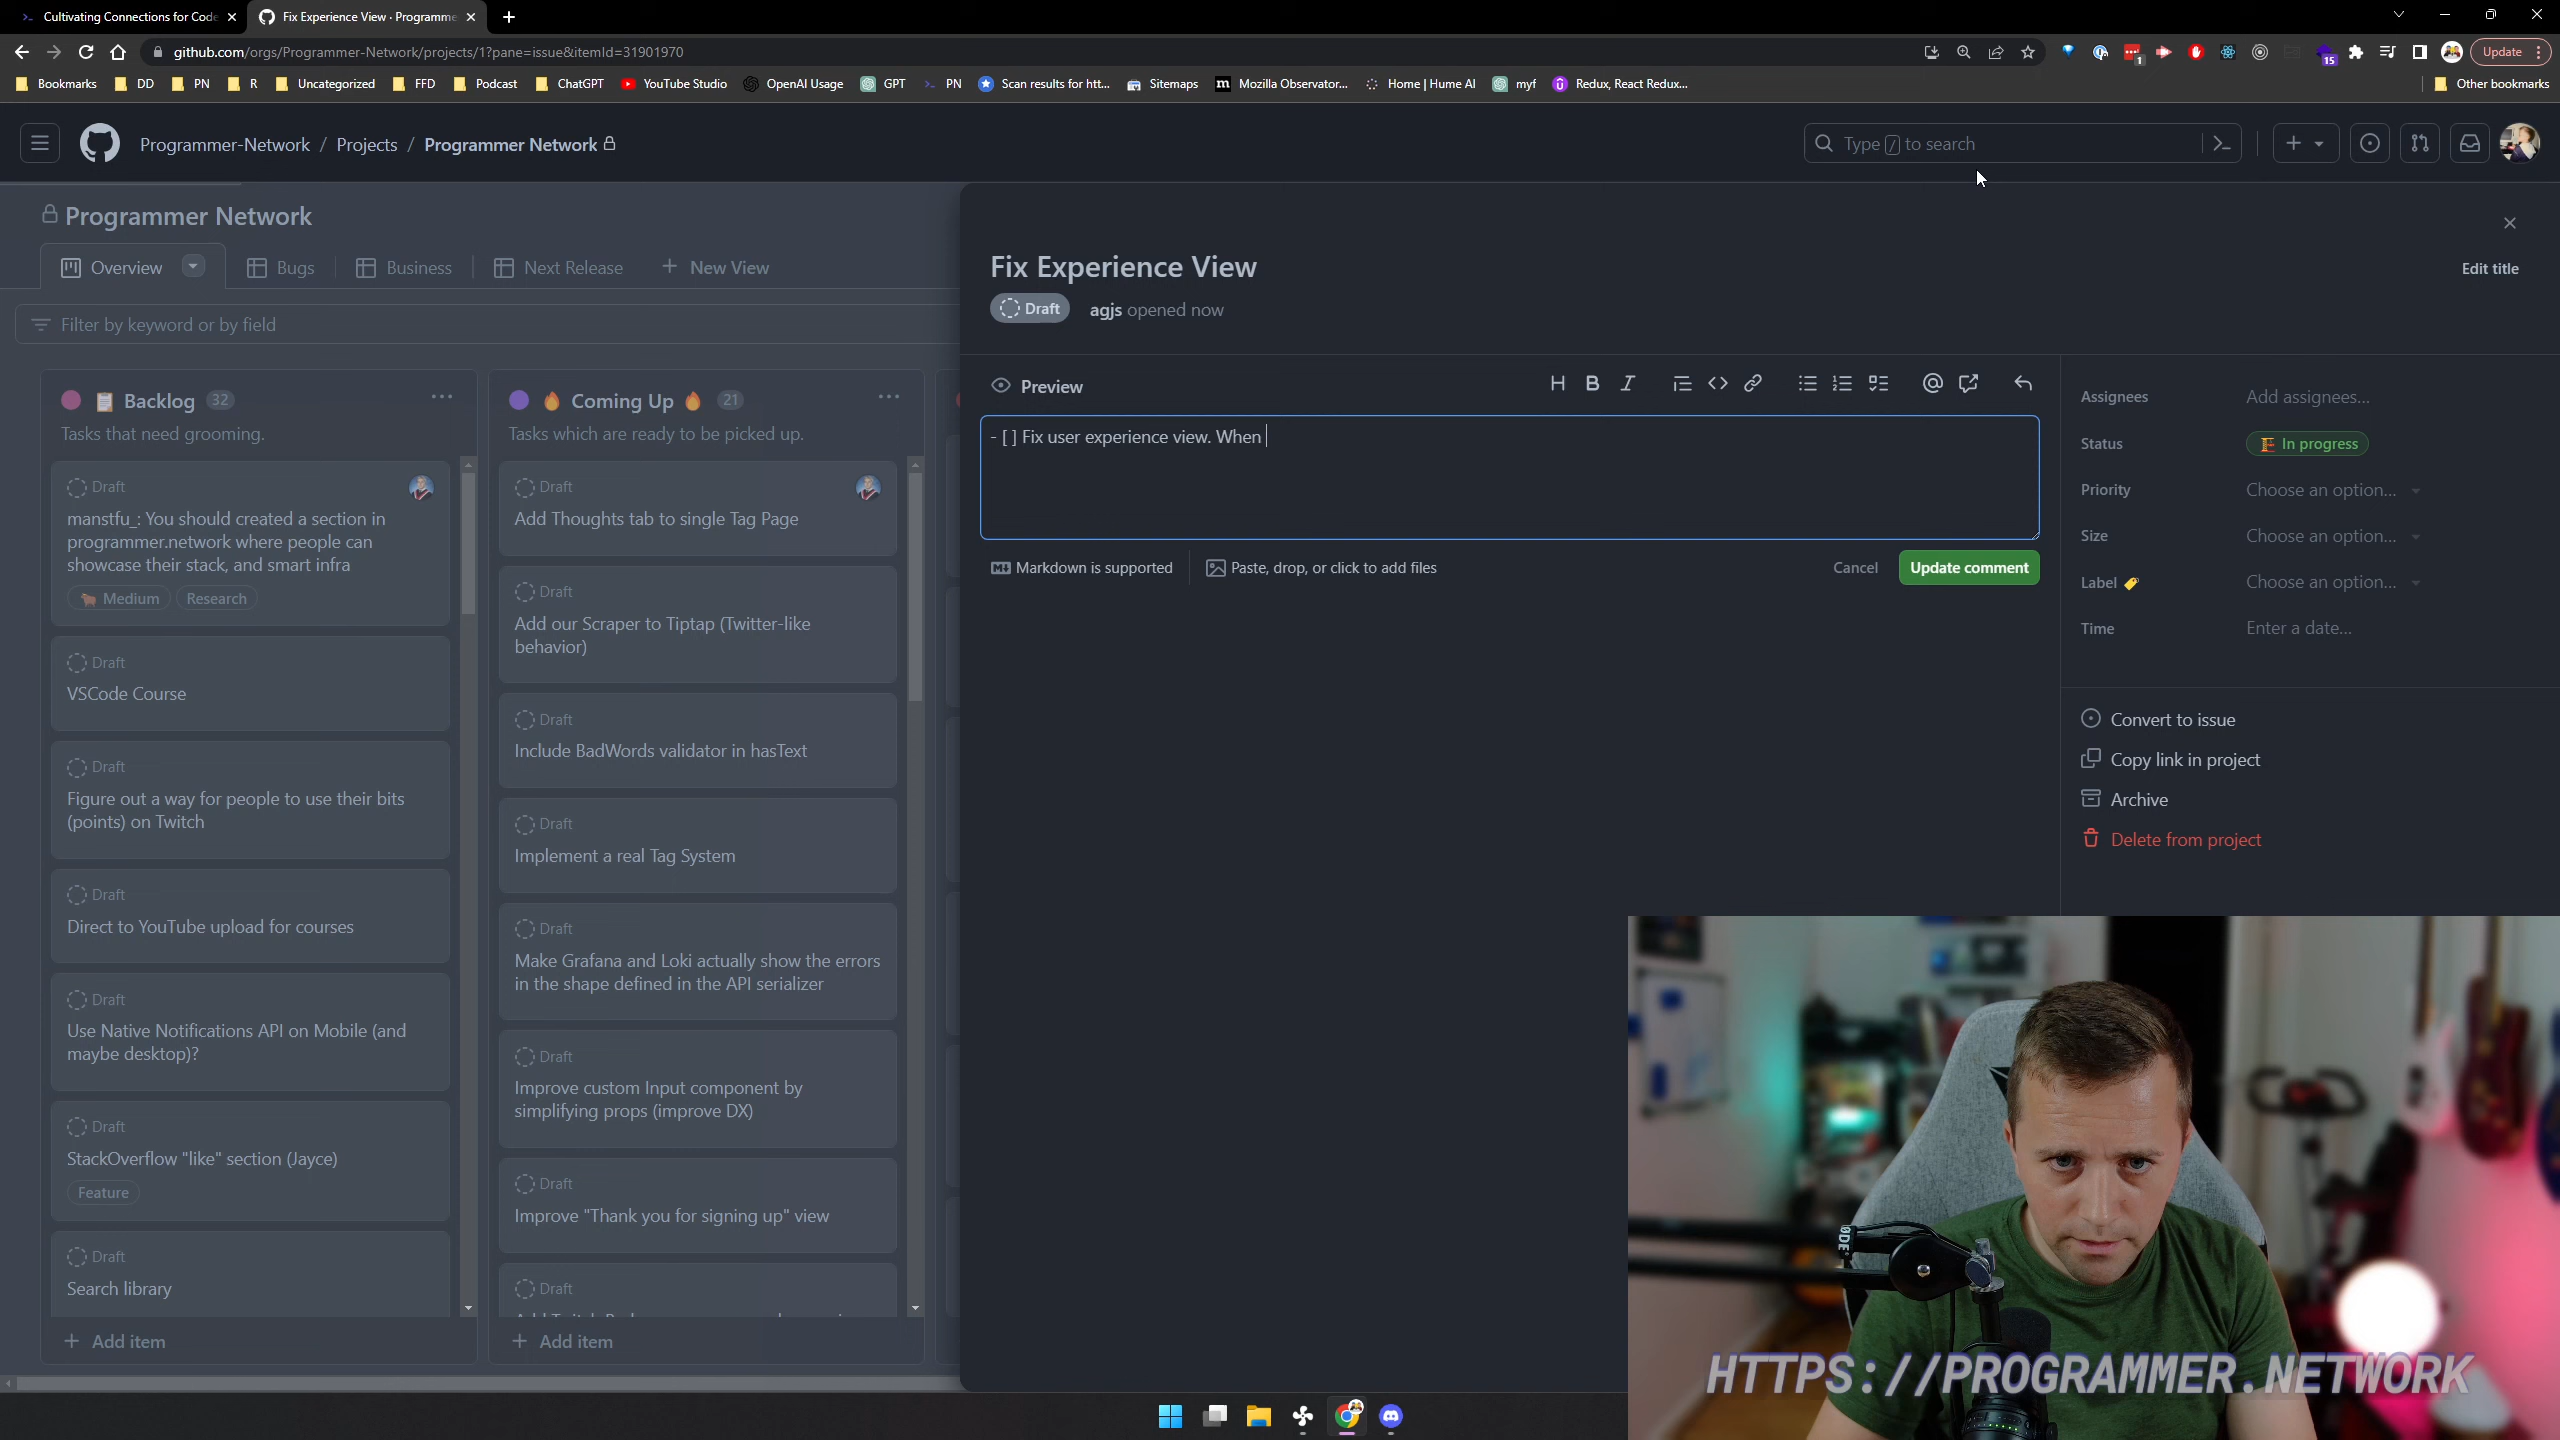 Cultivating Connections for Code
Fix Experience View · Programme
github.com/orgs/Programmer-Network/projects/1?pane=issue&itemId=31901970
1
15
Update
Bookmarks DD PN R Uncategorized FFD Podcast ChatGPT YouTube Studio OpenAI Usage GPT PN Scan results for htt... Sitemaps Mozilla Observator... Home | Hume AI myf Redux, React Redux... Other bookmarks
Programmer-Network / Projects / Programmer Network
Type / to search
Programmer Network
Overview Bugs Business Next Release + New View
Filter by keyword or by field
Backlog 32
Tasks that need grooming.
Draft
manstfu_: You should created a section in
programmer.network where people can
showcase their stack, and smart infra
Medium Research
Draft
VSCode Course
Draft
Figure out a way for people to use their bits
(points) on Twitch
Draft
Direct to YouTube upload for courses
Draft
Use Native Notifications API on Mobile (and
maybe desktop)?
Draft
StackOverflow "like" section (Jayce)
Feature
Draft
Search library
+ Add item
Coming Up 21
Tasks which are ready to be picked up.
Draft
Add Thoughts tab to single Tag Page
Draft
Add our Scraper to Tiptap (Twitter-like
behavior)
Draft
Include BadWords validator in hasText
Draft
Implement a real Tag System
Draft
Make Grafana and Loki actually show the errors
in the shape defined in the API serializer
Draft
Improve custom Input component by
simplifying props (improve DX)
Draft
Improve "Thank you for signing up" view
Draft
+ Add item
Fix Experience View
Edit title
Draft agjs opened now
Preview
- [ ] Fix user experience view. When
Markdown is supported Paste, drop, or click to add files
Cancel Update comment
Assignees Add assignees...
Status In progress
Priority Choose an option...
Size Choose an option...
Label Choose an option...
Time Enter a date...
Convert to issue
Copy link in project
Archive
Delete from project
HTTPS://PROGRAMMER.NETWORK